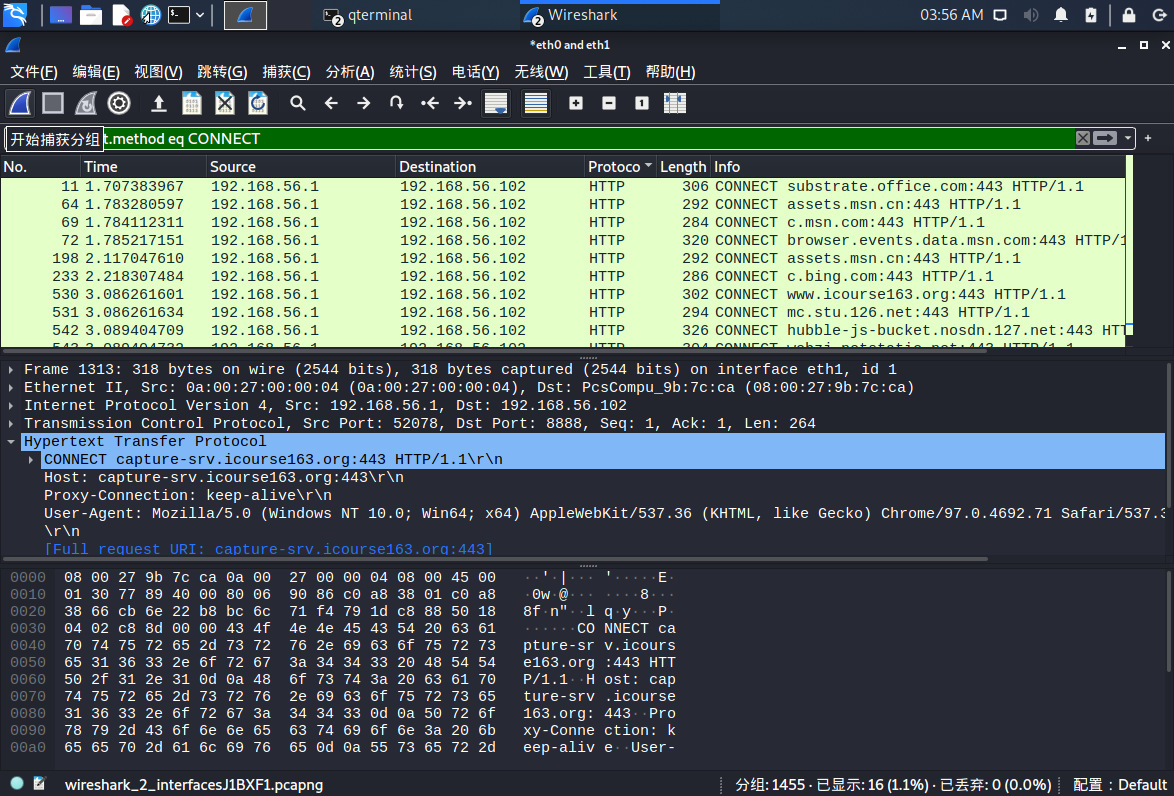 2 qterminal
2 Wireshark
03:56 AM
*eth0 and eth1
文件(F) 编辑(E) 视图(V) 跳转(G) 捕获(C) 分析(A) 统计(S) 电话(Y) 无线(W) 工具(T) 帮助(H)
开始捕获分组 t.method eq CONNECT
No. Time Source Destination Protoco Length Info
11 1.707383967 192.168.56.1 192.168.56.102 HTTP 306 CONNECT substrate.office.com:443 HTTP/1.1
64 1.783280597 192.168.56.1 192.168.56.102 HTTP 292 CONNECT assets.msn.cn:443 HTTP/1.1
69 1.784112311 192.168.56.1 192.168.56.102 HTTP 284 CONNECT c.msn.com:443 HTTP/1.1
72 1.785217151 192.168.56.1 192.168.56.102 HTTP 320 CONNECT browser.events.data.msn.com:443 HTTP/1
198 2.117047610 192.168.56.1 192.168.56.102 HTTP 292 CONNECT assets.msn.cn:443 HTTP/1.1
233 2.218307484 192.168.56.1 192.168.56.102 HTTP 286 CONNECT c.bing.com:443 HTTP/1.1
530 3.086261601 192.168.56.1 192.168.56.102 HTTP 302 CONNECT www.icourse163.org:443 HTTP/1.1
531 3.086261634 192.168.56.1 192.168.56.102 HTTP 294 CONNECT mc.stu.126.net:443 HTTP/1.1
542 3.089404709 192.168.56.1 192.168.56.102 HTTP 326 CONNECT hubble-js-bucket.nosdn.127.net:443 HTT
Frame 1313: 318 bytes on wire (2544 bits), 318 bytes captured (2544 bits) on interface eth1, id 1
Ethernet II, Src: 0a:00:27:00:00:04 (0a:00:27:00:00:04), Dst: PcsCompu_9b:7c:ca (08:00:27:9b:7c:ca)
Internet Protocol Version 4, Src: 192.168.56.1, Dst: 192.168.56.102
Transmission Control Protocol, Src Port: 52078, Dst Port: 8888, Seq: 1, Ack: 1, Len: 264
Hypertext Transfer Protocol
CONNECT capture-srv.icourse163.org:443 HTTP/1.1\r\n
Host: capture-srv.icourse163.org:443\r\n
Proxy-Connection: keep-alive\r\n
User-Agent: Mozilla/5.0 (Windows NT 10.0; Win64; x64) AppleWebKit/537.36 (KHTML, like Gecko) Chrome/97.0.4692.71 Safari/537.3
\r\n
[Full request URI: capture-srv.icourse163.org:443]
0000 08 00 27 9b 7c ca 0a 00 27 00 00 04 08 00 45 00 ··'·|··· '·····E·
0010 01 30 77 89 40 00 80 06 90 86 c0 a8 38 01 c0 a8 ·0w·@··· ····8···
0020 38 66 cb 6e 22 b8 bc 6c 71 f4 79 1d c8 88 50 18 8f·n"··l q·y···P·
0030 04 02 c8 8d 00 00 43 4f 4e 4e 45 43 54 20 63 61 ······CO NNECT ca
0040 70 74 75 72 65 2d 73 72 76 2e 69 63 6f 75 72 73 pture-sr v.icours
0050 65 31 36 33 2e 6f 72 67 3a 34 34 33 20 48 54 54 e163.org :443 HTT
0060 50 2f 31 2e 31 0d 0a 48 6f 73 74 3a 20 63 61 70 P/1.1··H ost: cap
0070 74 75 72 65 2d 73 72 76 2e 69 63 6f 75 72 73 65 ture-srv .icourse
0080 31 36 33 2e 6f 72 67 3a 34 34 33 0d 0a 50 72 6f 163.org: 443··Pro
0090 78 79 2d 43 6f 6e 6e 65 63 74 69 6f 6e 3a 20 6b xy-Conne ction: k
00a0 65 65 70 2d 61 6c 69 76 65 0d 0a 55 73 65 72 2d eep-aliv e··User-
wireshark_2_interfacesJ1BXF1.pcapng
分组: 1455 · 已显示: 16 (1.1%) · 已丢弃: 0 (0.0%)
配置：Default